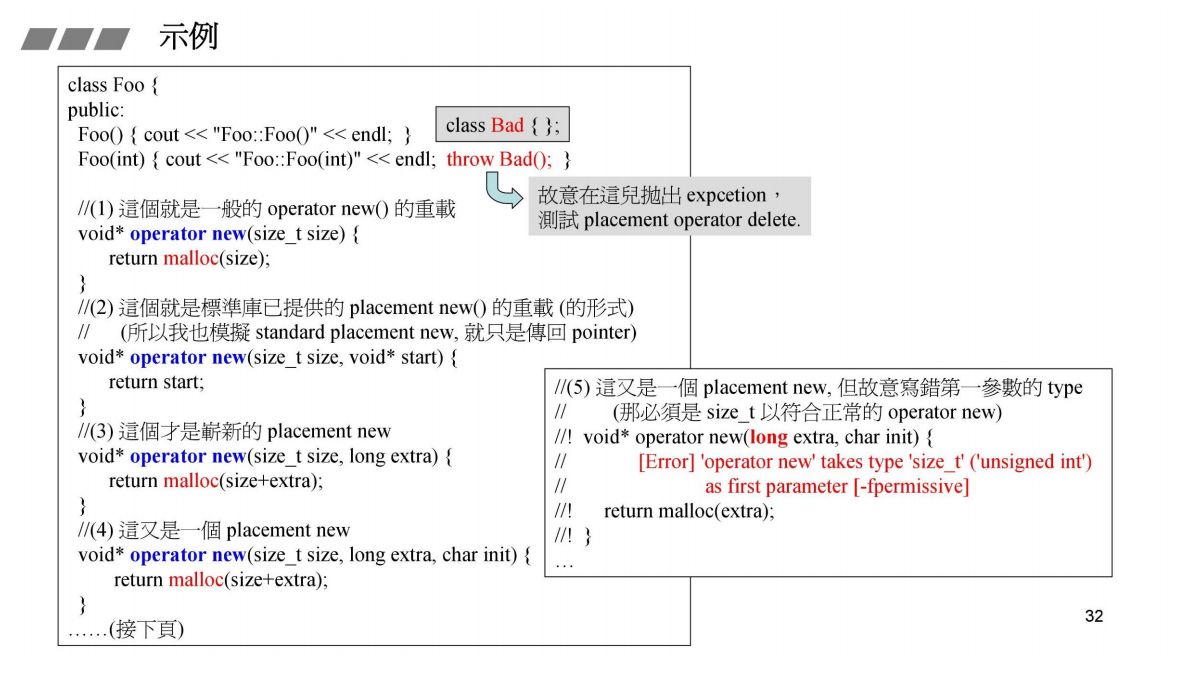 示例
class Foo {
public:
Foo() { cout << "Foo::Foo()" << endl; }
class Bad { };
Foo(int) { cout << "Foo::Foo(int)" << endl; throw Bad(); }
故意在這兒拋出 expcetion，
測試 placement operator delete.
//(1) 這個就是一般的 operator new() 的重載
void* operator new(size_t size) {
return malloc(size);
}
//(2) 這個就是標準庫已提供的 placement new() 的重載 (的形式)
// (所以我也模擬 standard placement new, 就只是傳回 pointer)
void* operator new(size_t size, void* start) {
return start;
}
//(3) 這個才是嶄新的 placement new
void* operator new(size_t size, long extra) {
return malloc(size+extra);
}
//(4) 這又是一個 placement new
void* operator new(size_t size, long extra, char init) {
return malloc(size+extra);
}
……(接下頁)
//(5) 這又是一個 placement new, 但故意寫錯第一參數的 type
// (那必須是 size_t 以符合正常的 operator new)
//! void* operator new(long extra, char init) {
// [Error] 'operator new' takes type 'size_t' ('unsigned int')
// as first parameter [-fpermissive]
//! return malloc(extra);
//! }
…
32